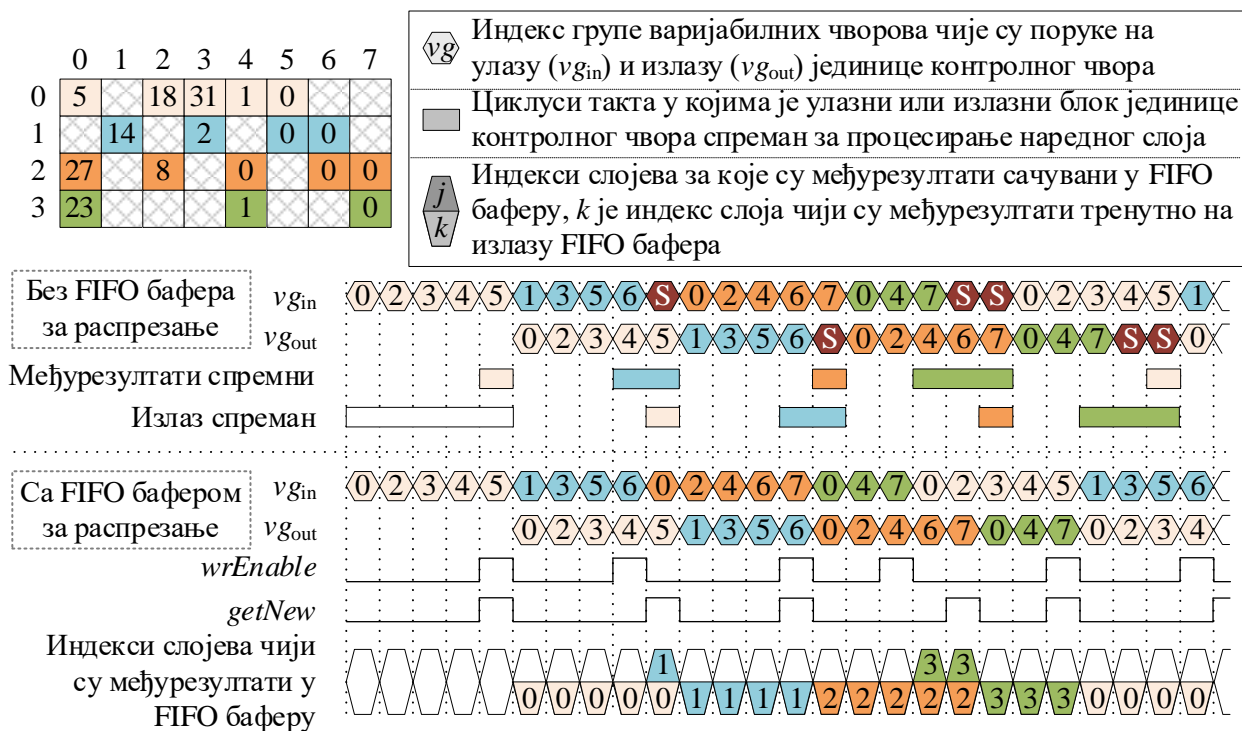 0 1 2 3 4 5 6 7
0 5 18 31 1 0
1 14 2 0 0
2 27 8 0 0 0
3 23 1 0
vg Индекс групе варијабилних чворова чије су поруке на
улазу (vgin) и излазу (vgout) јединице контролног чвора
Циклуси такта у којима је улазни или излазни блок јединице
контролног чвора спреман за процесирање наредног слоја
j Индекси слојева за које су међурезултати сачувани у FIFO
k баферу, k је индекс слоја чији су међурезултати тренутно на
излазу FIFO бафера
Без FIFO бафера
за распрезање
vgin 0 2 3 4 5 1 3 5 6 S 0 2 4 6 7 0 4 7 S S 0 2 3 4 5 1
vgout 0 2 3 4 5 1 3 5 6 S 0 2 4 6 7 0 4 7 S S 0
Међурезултати спремни
Излаз спреман
Са FIFO бафером
за распрезање
vgin 0 2 3 4 5 1 3 5 6 0 2 4 6 7 0 4 7 0 2 3 4 5 1 3 5 6
vgout 0 2 3 4 5 1 3 5 6 0 2 4 6 7 0 4 7 0 2 3 4
wrEnable
getNew
Индекси слојева чији
су међурезултати у
FIFO баферу
1 3 3
0 0 0 0 0 1 1 1 1 2 2 2 2 2 3 3 3 0 0 0 0